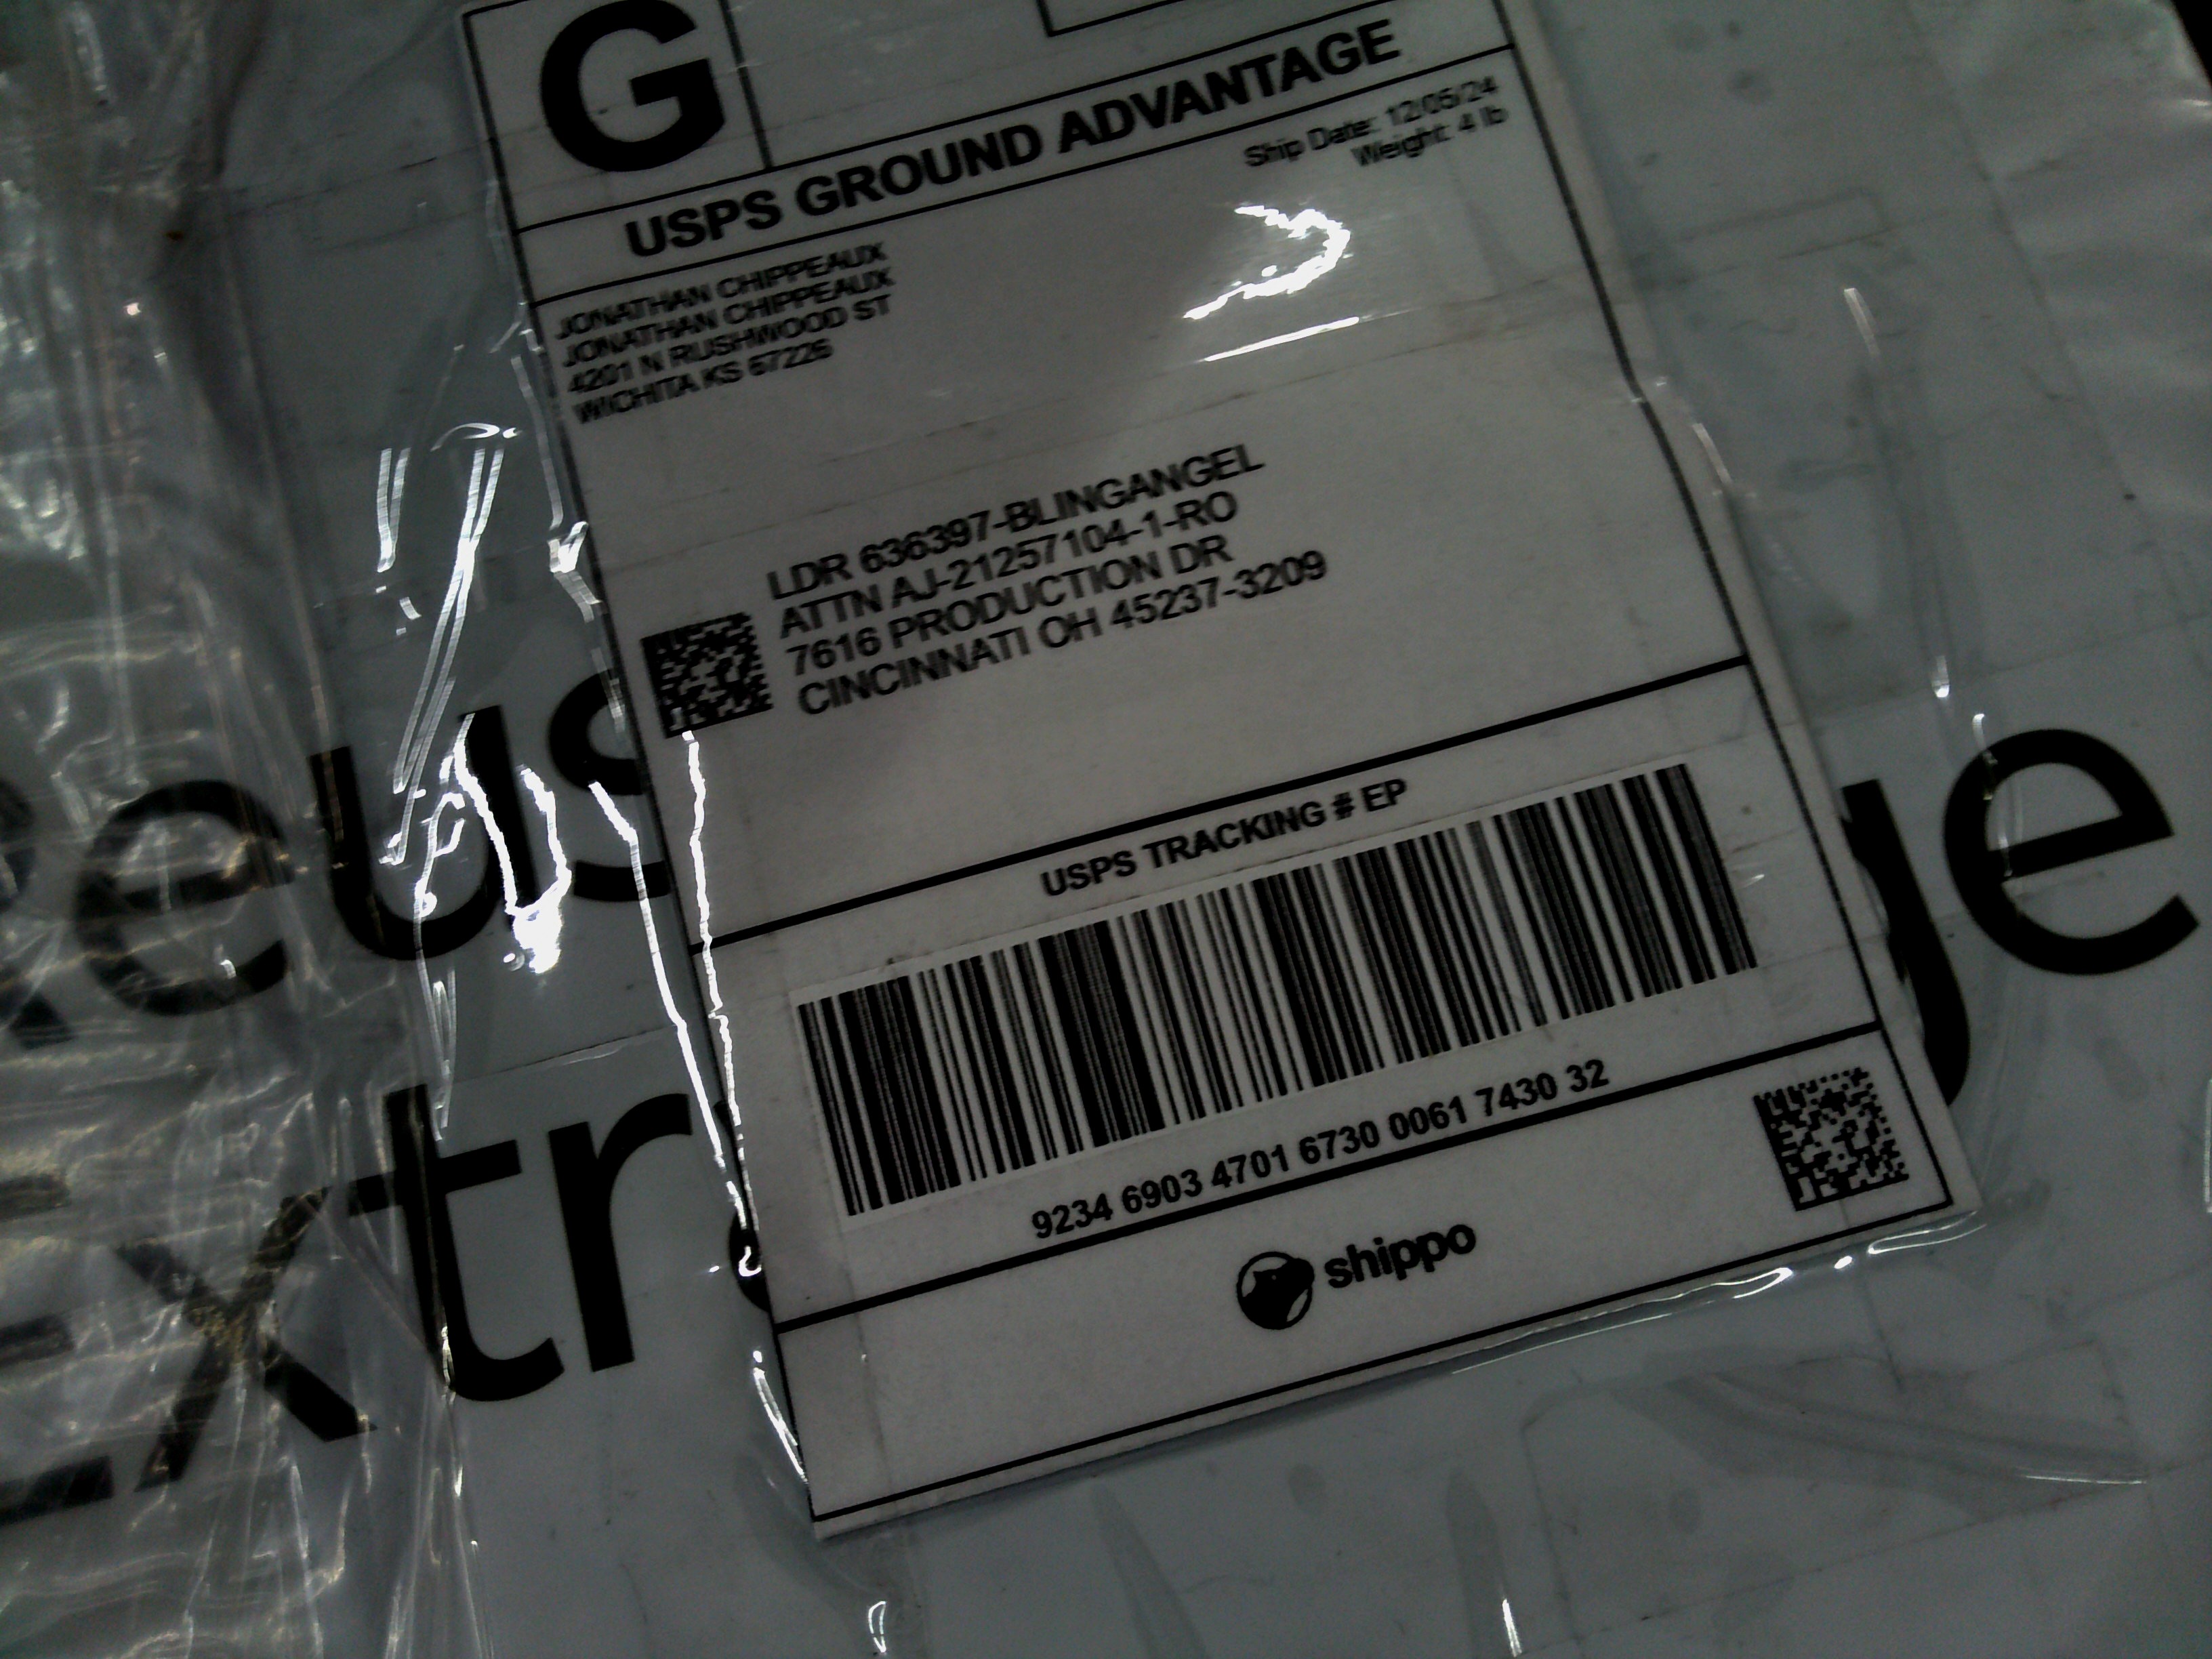 G
USPS GROUND ADVANTAGE
Ship Date: 12/05/24
Weight: 4 lb
JONATHAN CHIPPEAUX
JONATHAN CHIPPEAUX
4201 N RUSHWOOD ST
WICHITA KS 67226
LDR 636397-BLINGANGEL
ATTN AJ-21257104-1-RO
7616 PRODUCTION DR
CINCINNATI OH 45237-3209
USPS TRACKING # EP
9234 6903 4701 6730 0061 7430 32
shippo